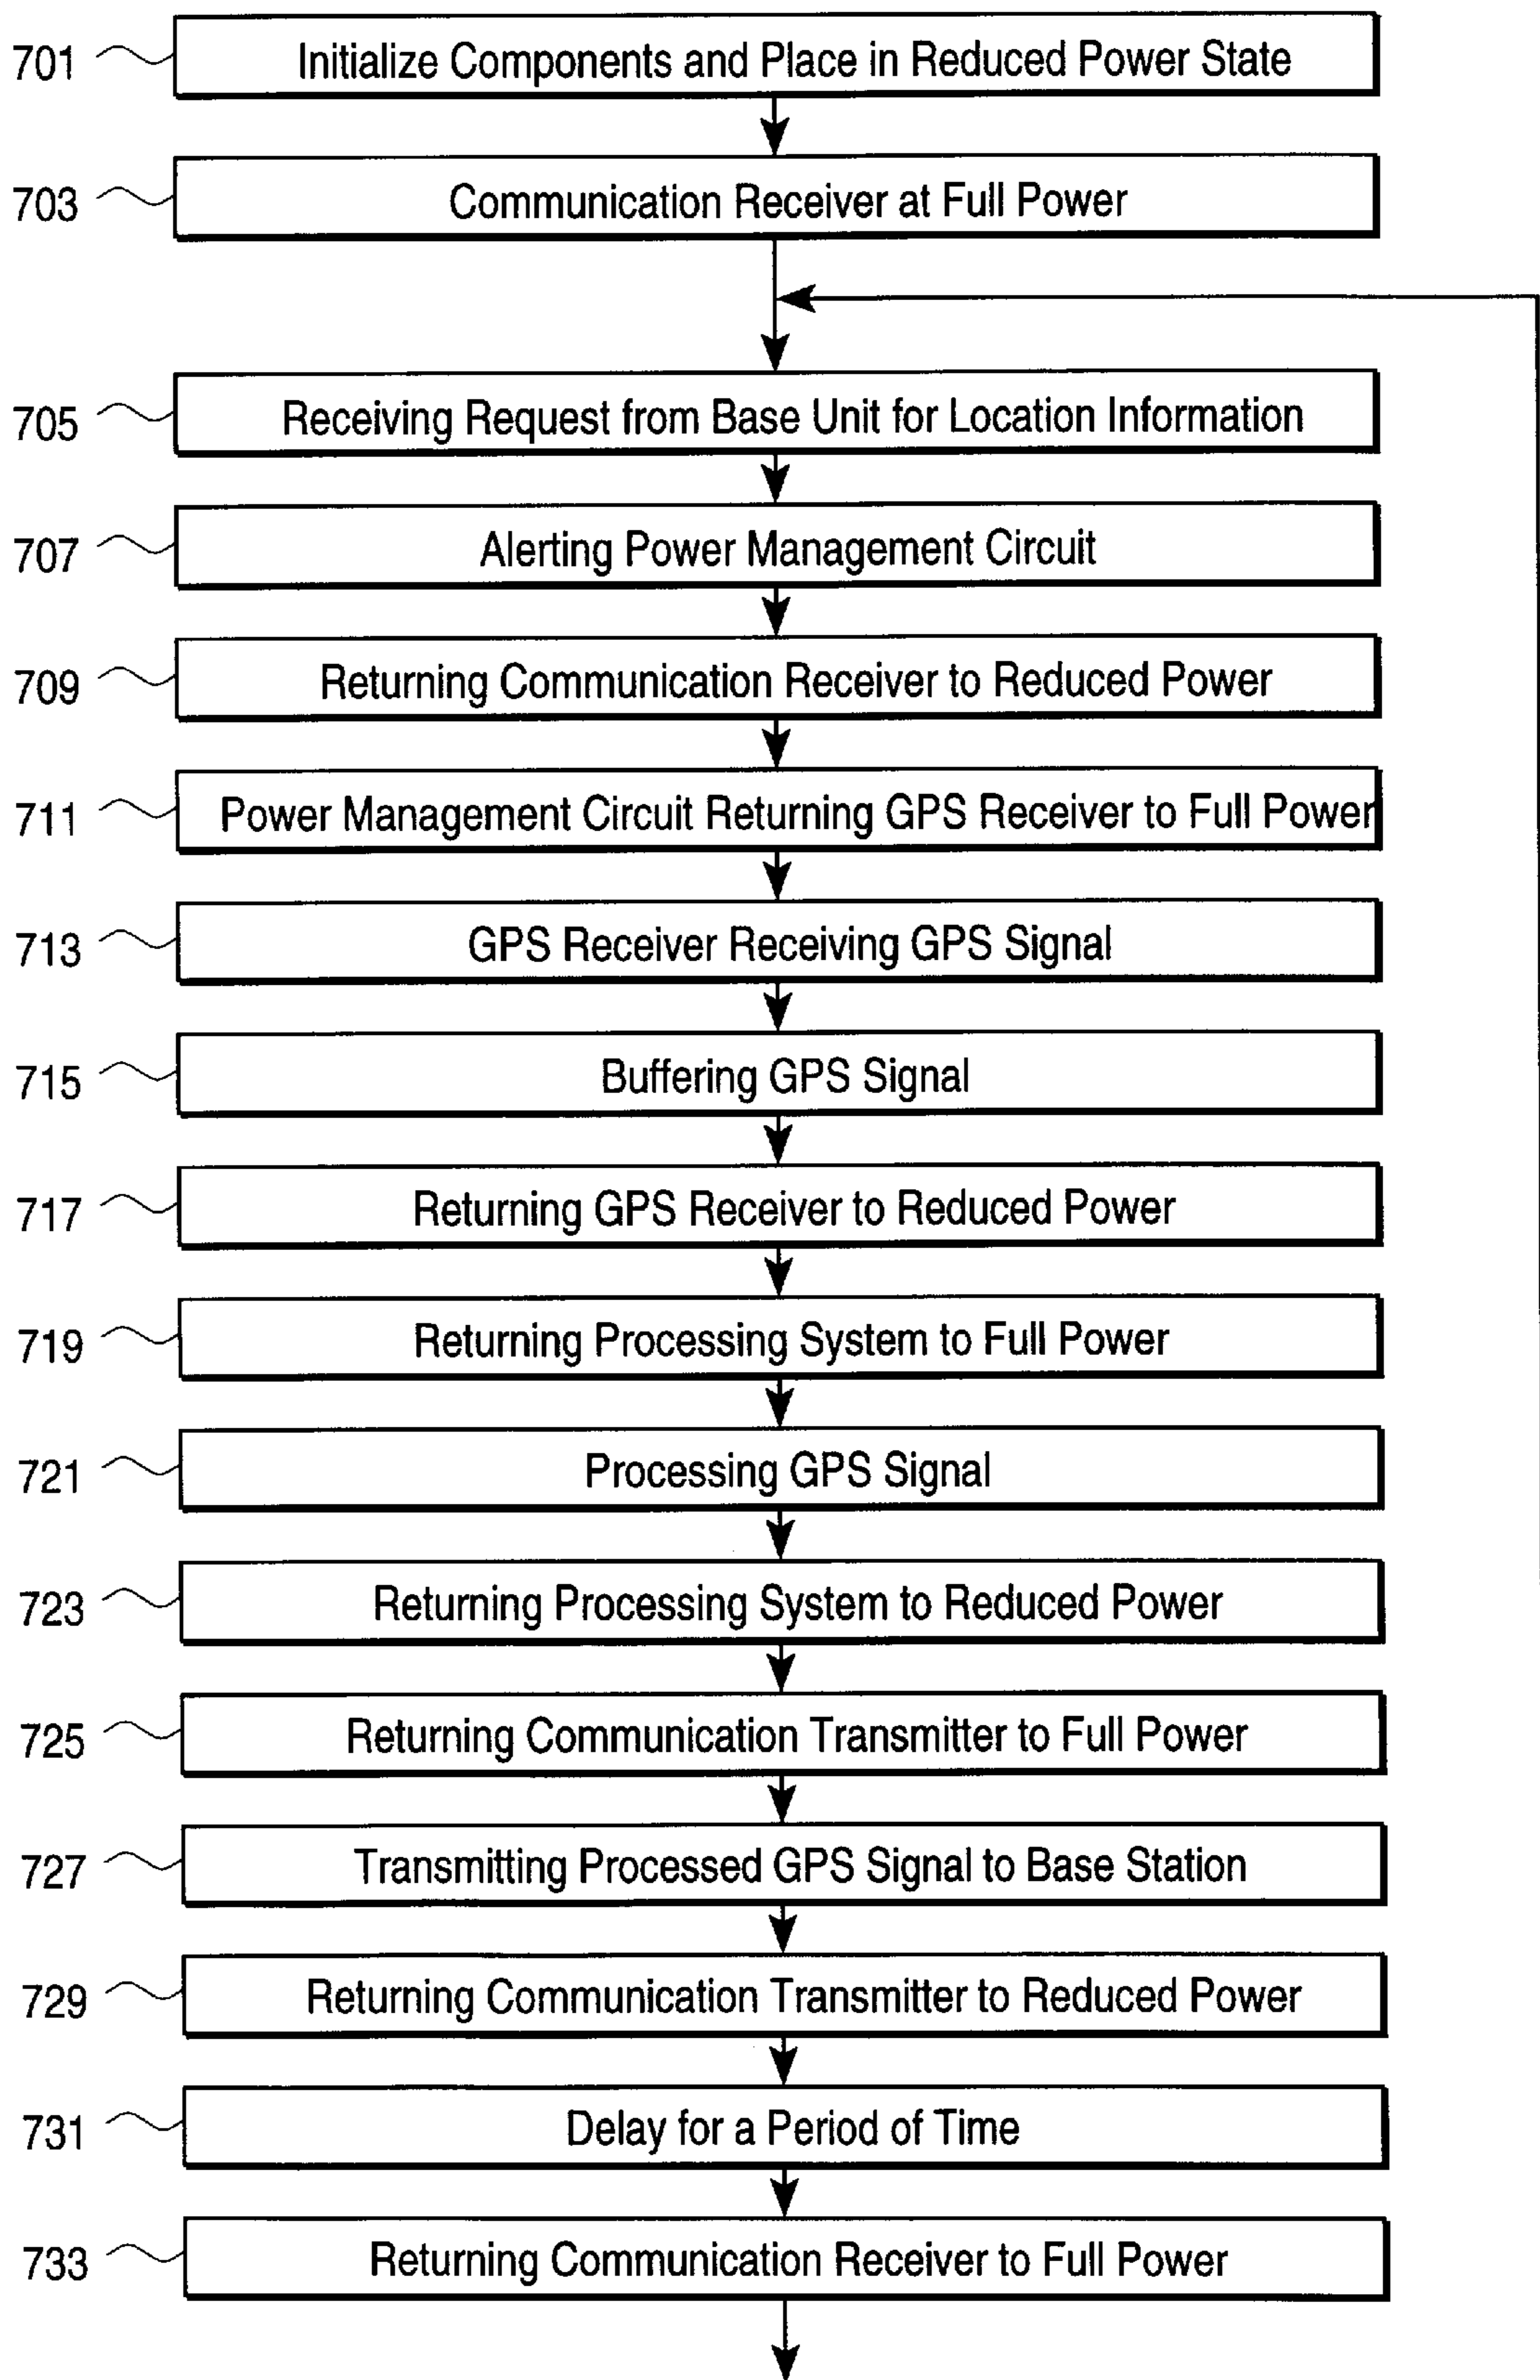 701 Initialize Components and Place in Reduced Power State
703 Communication Receiver at Full Power
705 Receiving Request from Base Unit for Location Information
707 Alerting Power Management Circuit
709 Returning Communication Receiver to Reduced Power
711 Power Management Circuit Returning GPS Receiver to Full Power
713 GPS Receiver Receiving GPS Signal
715 Buffering GPS Signal
717 Returning GPS Receiver to Reduced Power
719 Returning Processing System to Full Power
721 Processing GPS Signal
723 Returning Processing System to Reduced Power
725 Returning Communication Transmitter to Full Power
727 Transmitting Processed GPS Signal to Base Station
729 Returning Communication Transmitter to Reduced Power
731 Delay for a Period of Time
733 Returning Communication Receiver to Full Power